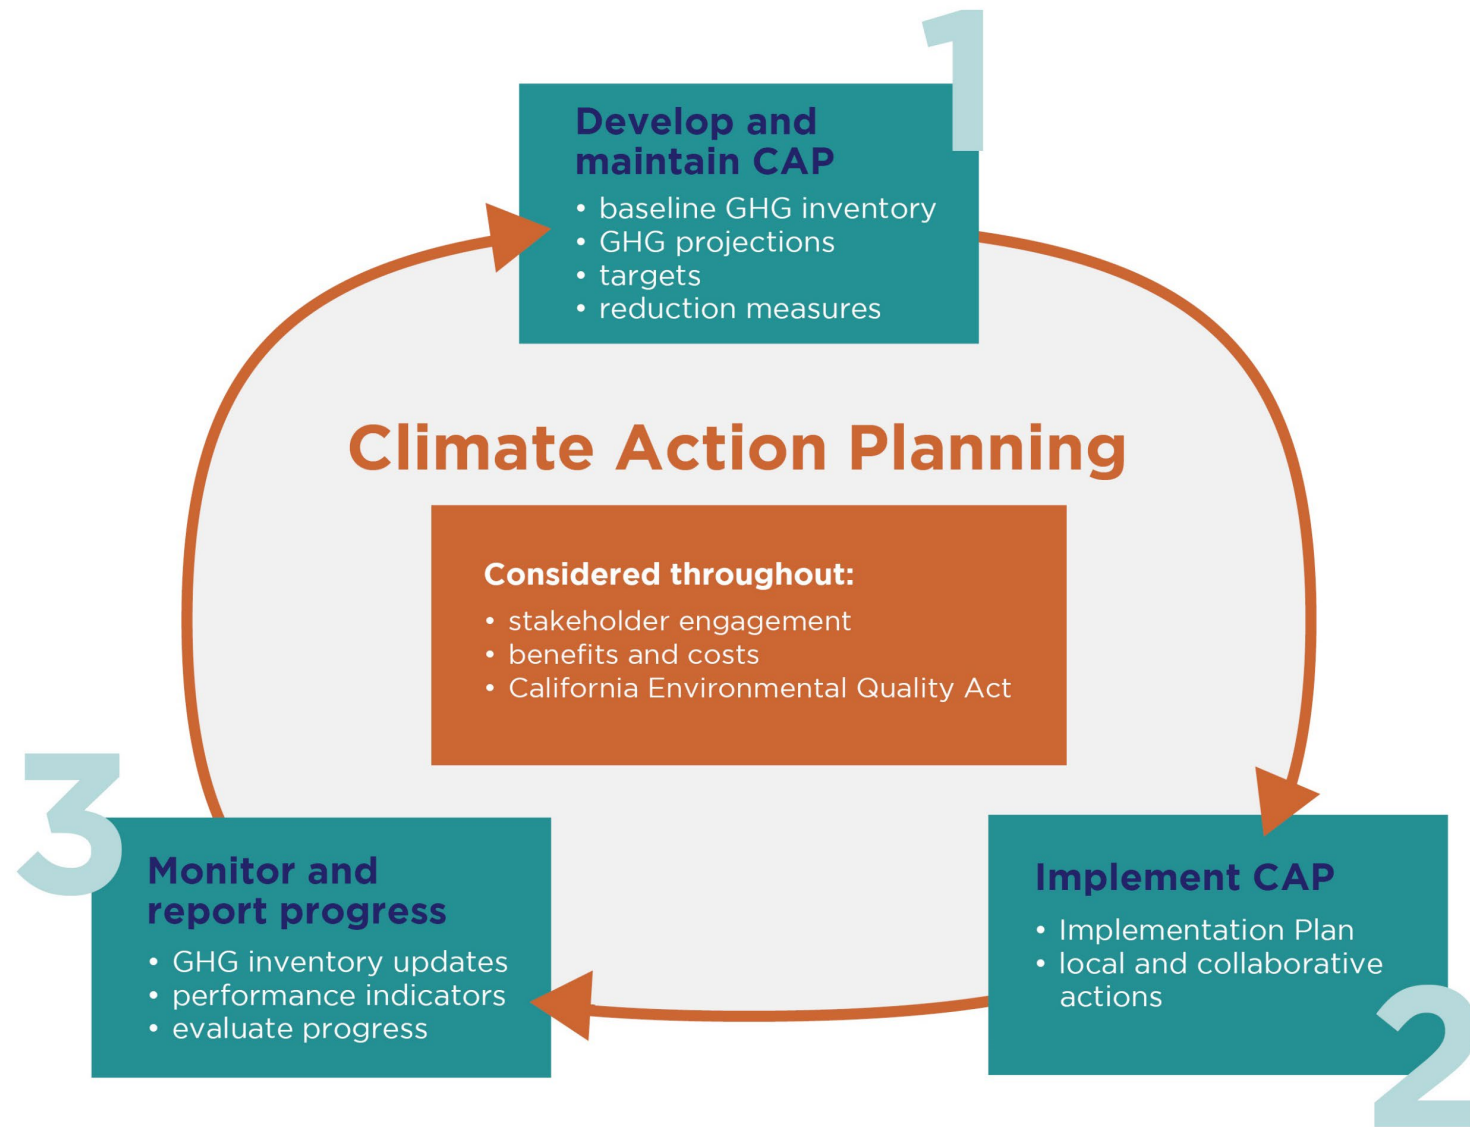 1
Develop and
maintain CAP
• baseline GHG inventory
• GHG projections
• targets
• reduction measures
Climate Action Planning
Considered throughout:
• stakeholder engagement
• benefits and costs
• California Environmental Quality Act
2
Implement CAP
• Implementation Plan
• local and collaborative
actions
3
Monitor and
report progress
• GHG inventory updates
• performance indicators
• evaluate progress